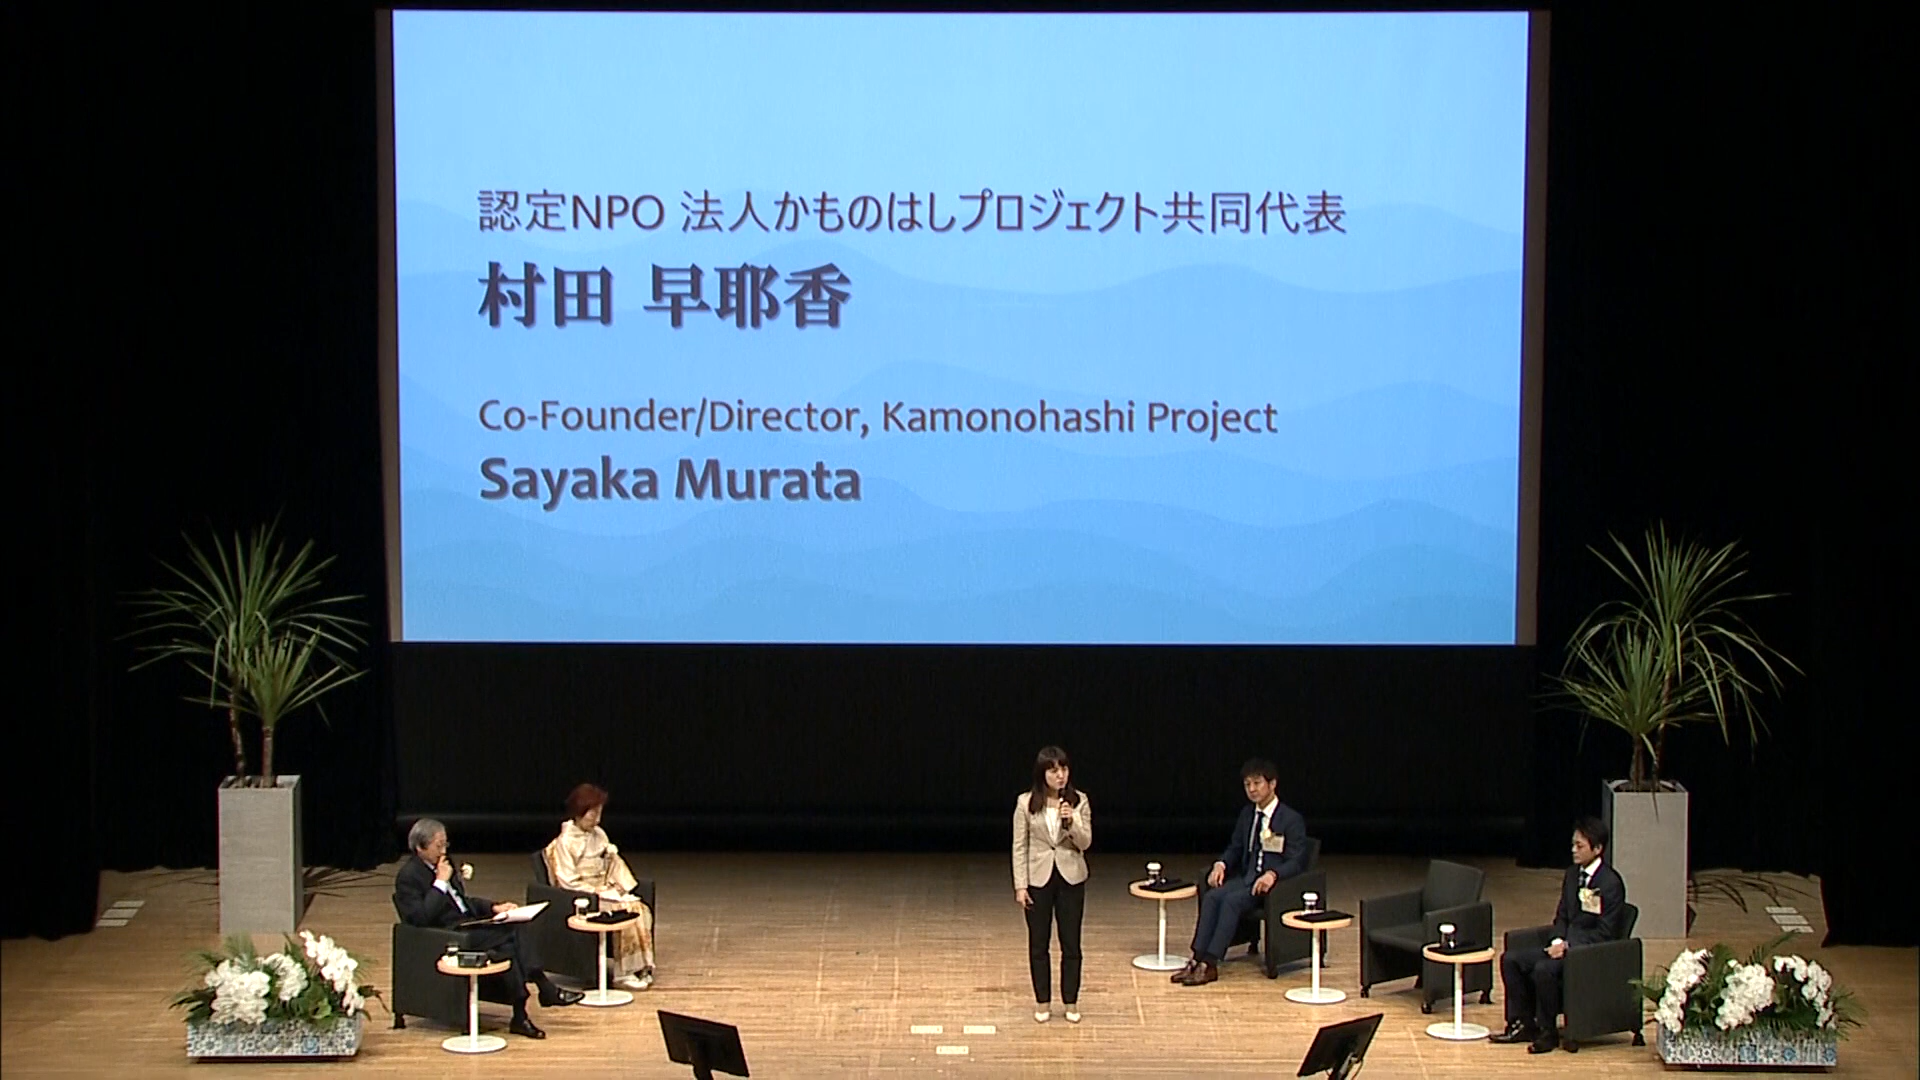 認定NPO 法人かものはしプロジェクト共同代表
村田 早耶香
Co-Founder/Director, Kamonohashi Project
Sayaka Murata